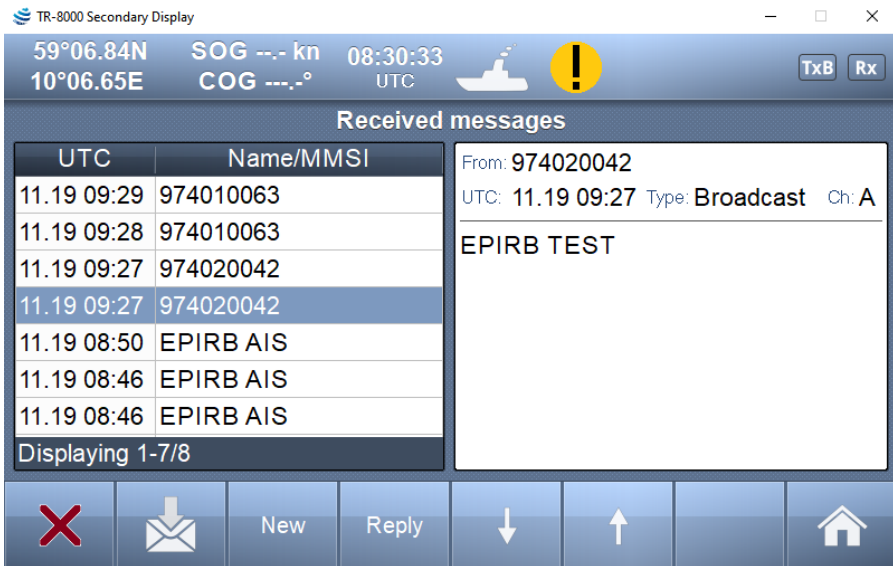 TR-8000 Secondary Display
59°06.84N SOG --.- kn 08:30:33
10°06.65E COG ---.-° UTC
! TxB Rx
Received messages
UTC Name/MMSI
11.19 09:29 974010063
11.19 09:28 974010063
11.19 09:27 974020042
11.19 09:27 974020042
11.19 08:50 EPIRB AIS
11.19 08:46 EPIRB AIS
11.19 08:46 EPIRB AIS
Displaying 1-7/8
From: 974020042
UTC: 11.19 09:27 Type: Broadcast Ch: A
EPIRB TEST
New Reply